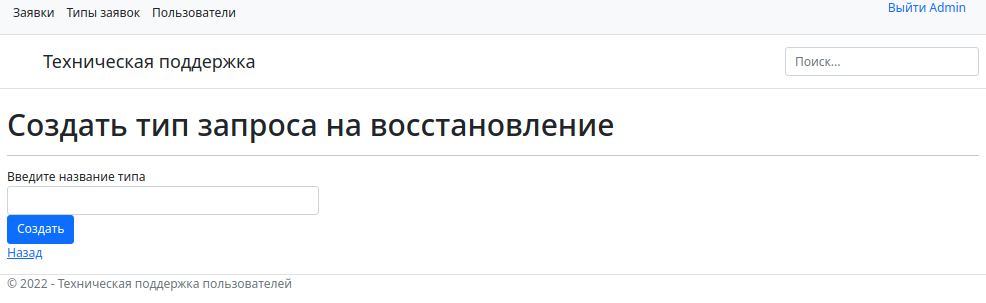 Заявки Типы заявок Пользователи Выйти Admin
Техническая поддержка Поиск...
Создать тип запроса на восстановление
Введите название типа
Создать
Назад
© 2022 - Техническая поддержка пользователей